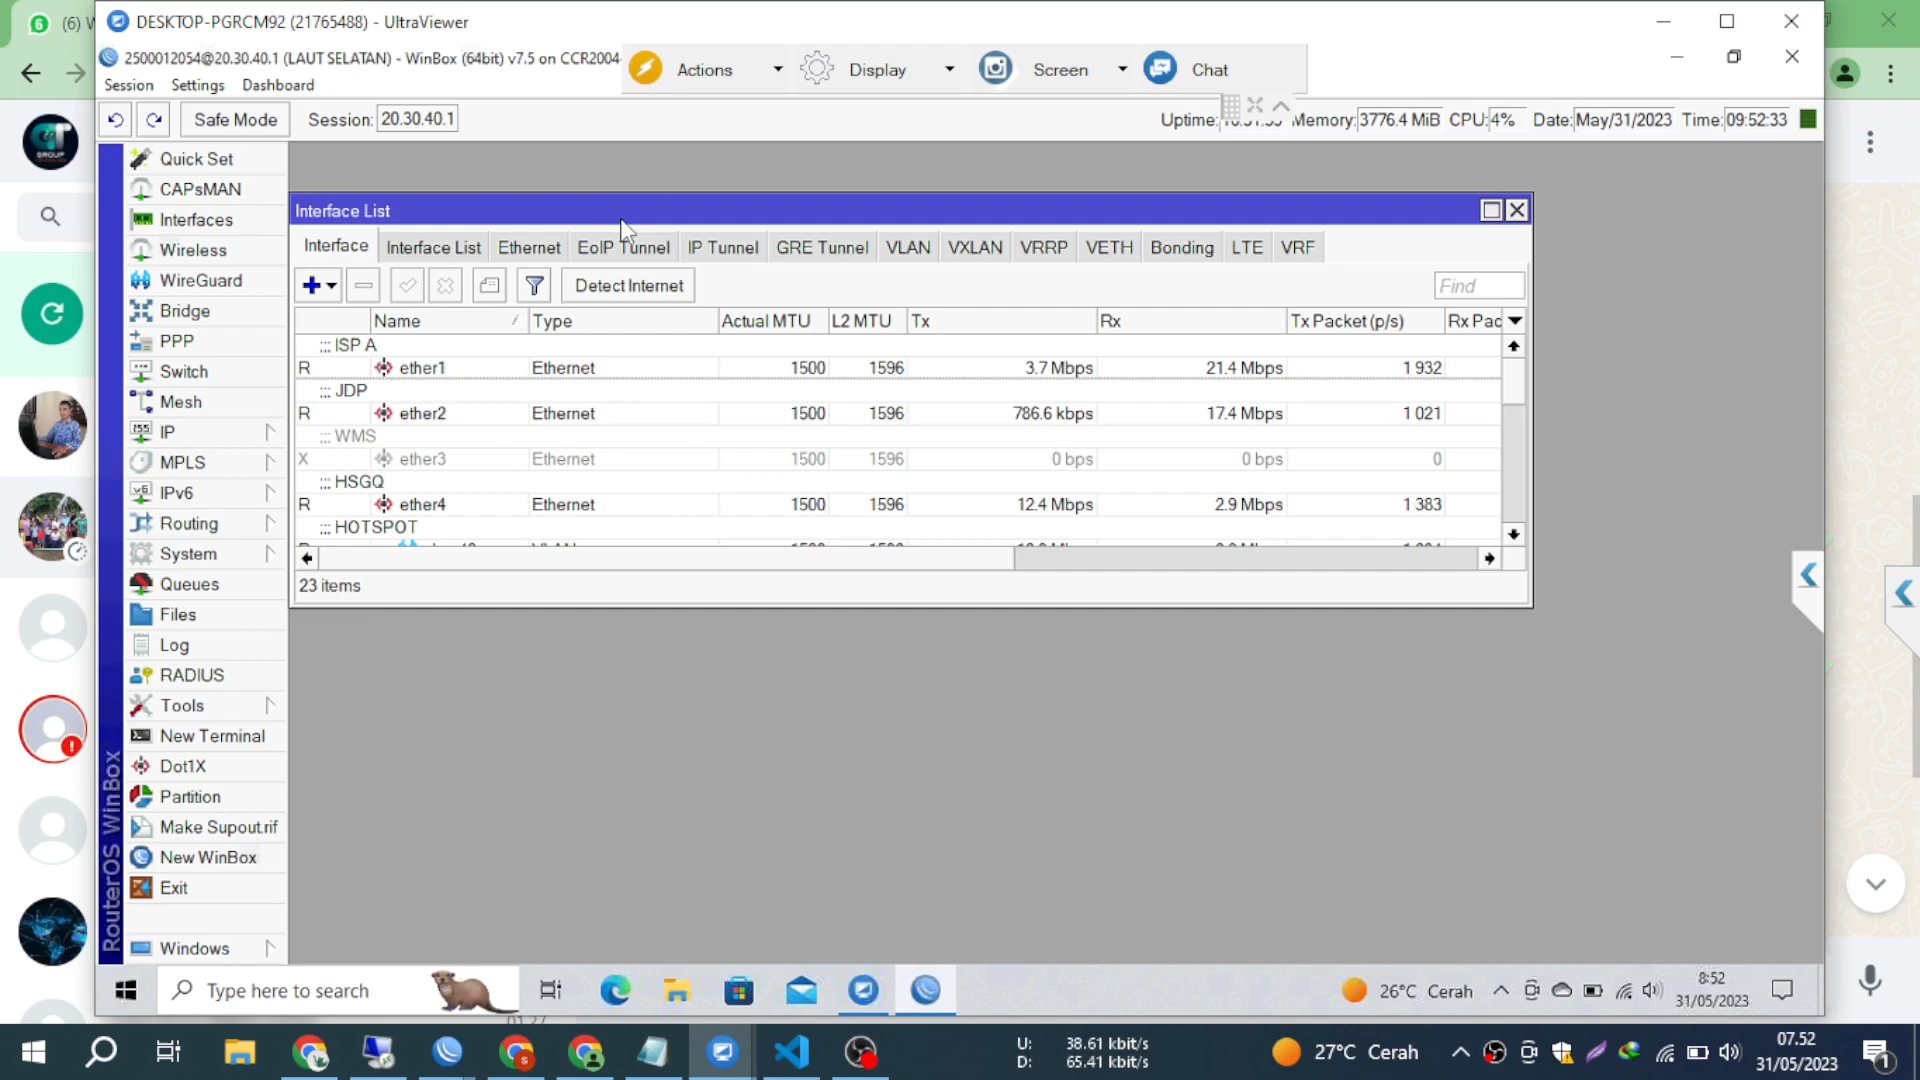 (6) W
DESKTOP-PGRCM92 (21765488) - UltraViewer
2500012054@20.30.40.1 (LAUT SELATAN) - WinBox (64bit) v7.5 on CCR2004-
Actions
Display
Screen
Chat
Session Settings Dashboard
Safe Mode Session: 20.30.40.1
Uptime: Memory: 3776.4 MiB CPU: 4% Date: May/31/2023 Time: 09:52:33
GROUP
Quick Set
CAPsMAN
Interfaces
Wireless
WireGuard
Bridge
PPP
Switch
Mesh
IP
MPLS
IPv6
Routing
System
Queues
Files
Log
RADIUS
Tools
New Terminal
Dot1X
Partition
Make Supout.rif
New WinBox
Exit
Windows
RouterOS WinBox
Interface List
Interface Interface List Ethernet EoIP Tunnel IP Tunnel GRE Tunnel VLAN VXLAN VRRP VETH Bonding LTE VRF
Detect Internet
Find
Name Type Actual MTU L2 MTU Tx Rx Tx Packet (p/s) Rx Pac
::: ISP A
R ether1 Ethernet 1500 1596 3.7 Mbps 21.4 Mbps 1 932
::: JDP
R ether2 Ethernet 1500 1596 786.6 kbps 17.4 Mbps 1 021
::: WMS
X ether3 Ethernet 1500 1596 0 bps 0 bps 0
::: HSGQ
R ether4 Ethernet 1500 1596 12.4 Mbps 2.9 Mbps 1 383
::: HOTSPOT
23 items
Type here to search
26°C Cerah
8:52
31/05/2023
01.27
U: 38.61 kbit/s
D: 65.41 kbit/s
27°C Cerah
07.52
31/05/2023
1